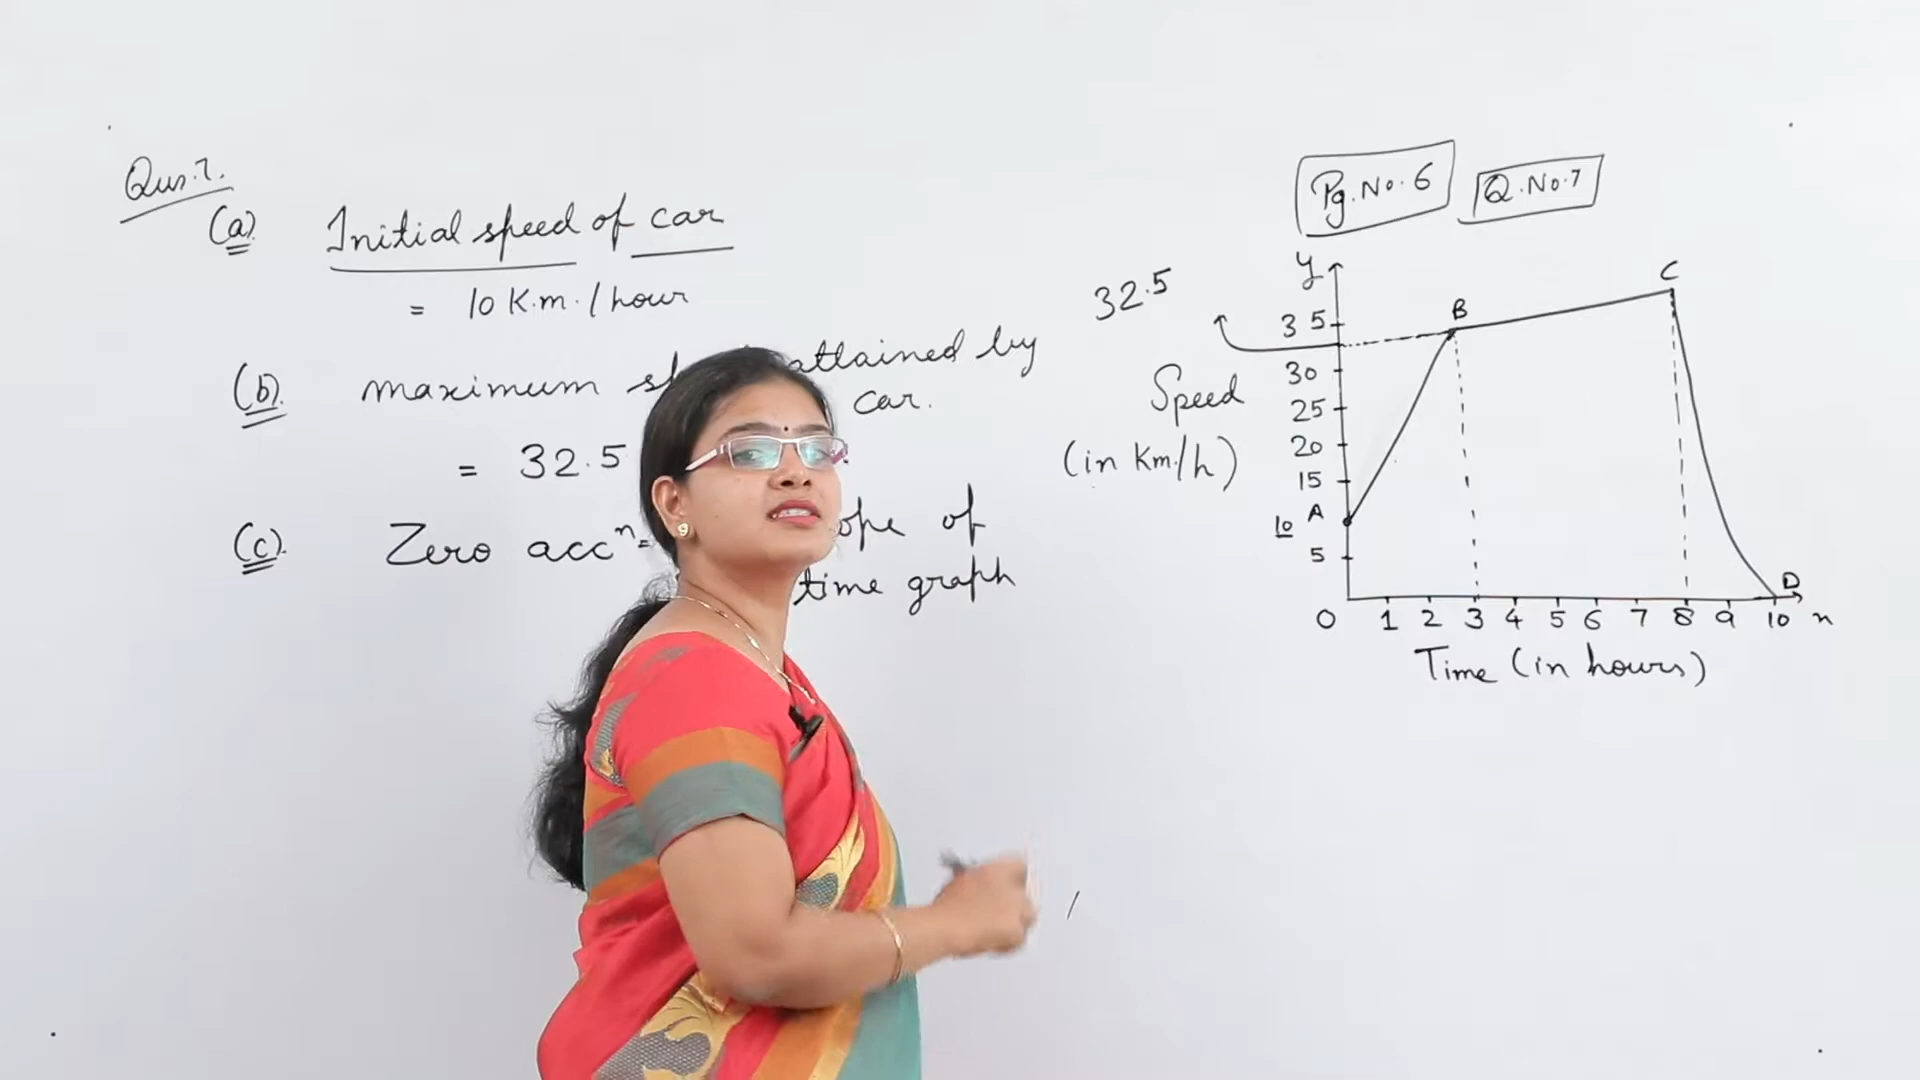 Qus.7.
(a). Initial speed of car
= 10 K.m./hour
(b). maximum attained by
car.
= 32.5
(c). Zero accⁿ = of
time graph
Pg.No.6 Q.No.7
y
C
32.5
B
35
30
Speed
25
(in Km/h)
20
15
A
10
5
D
0 1 2 3 4 5 6 7 8 9 10 x
Time (in hours)